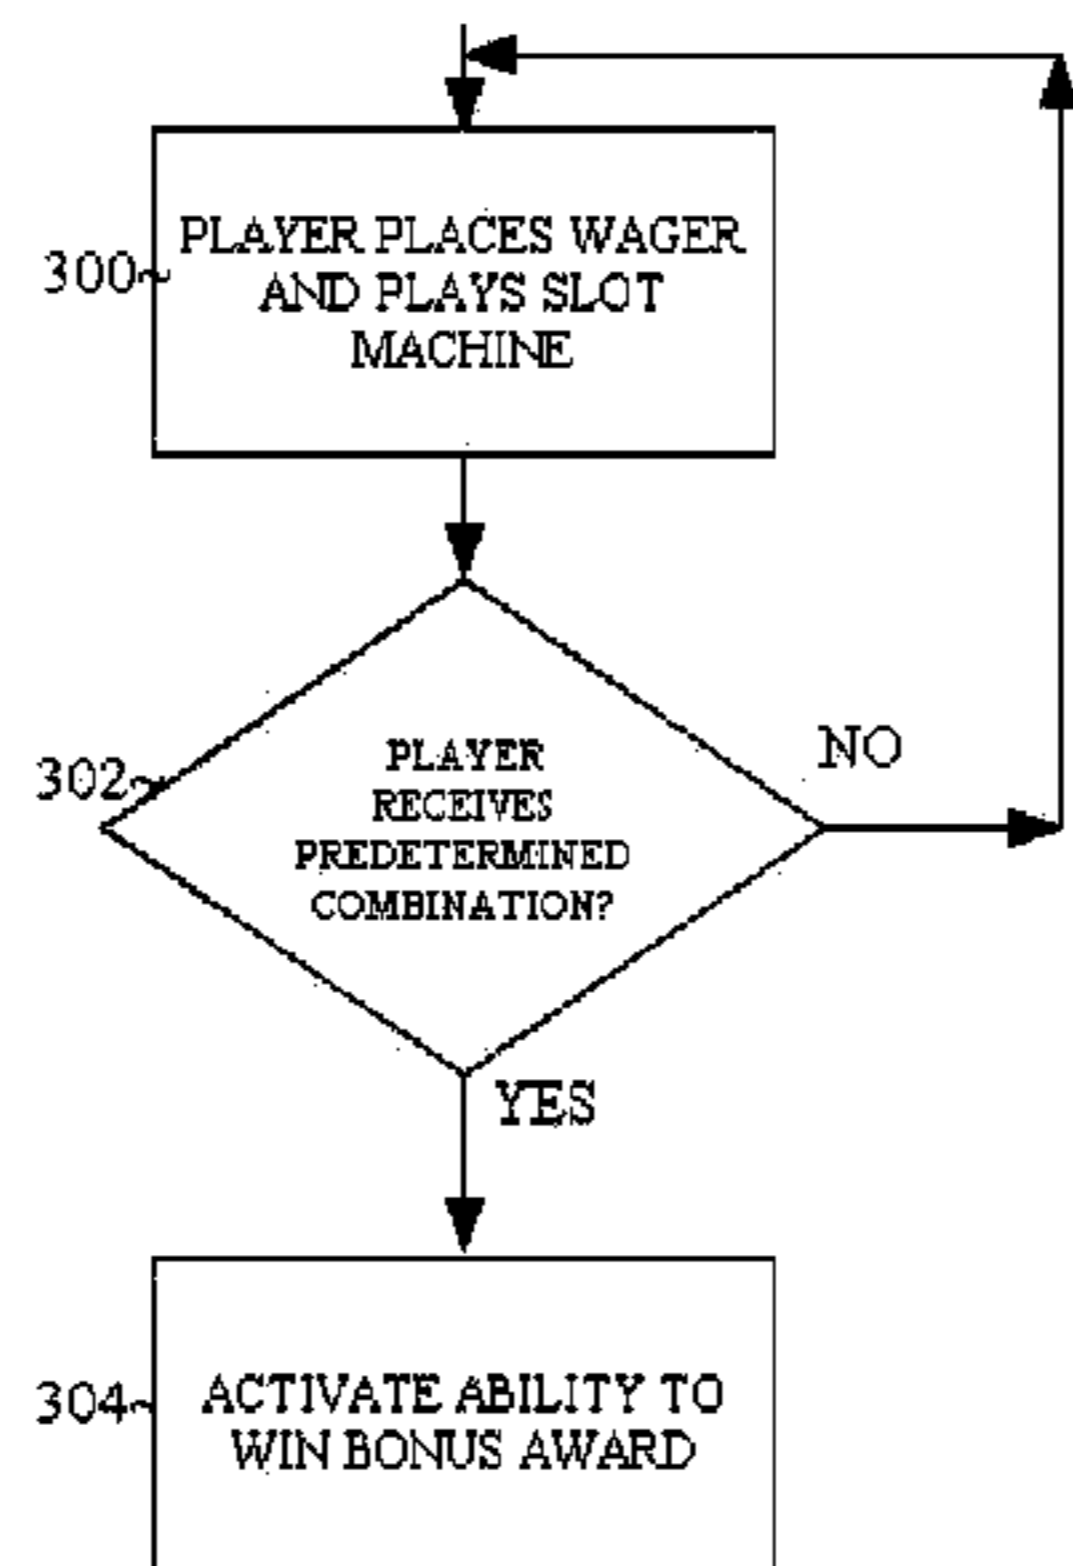 PLAYER PLACES WAGER
AND PLAYS SLOT
MACHINE
300~
PLAYER
RECEIVES
PREDETERMINED
COMBINATION?
302~
NO
YES
ACTIVATE ABILITY TO
WIN BONUS AWARD
304~